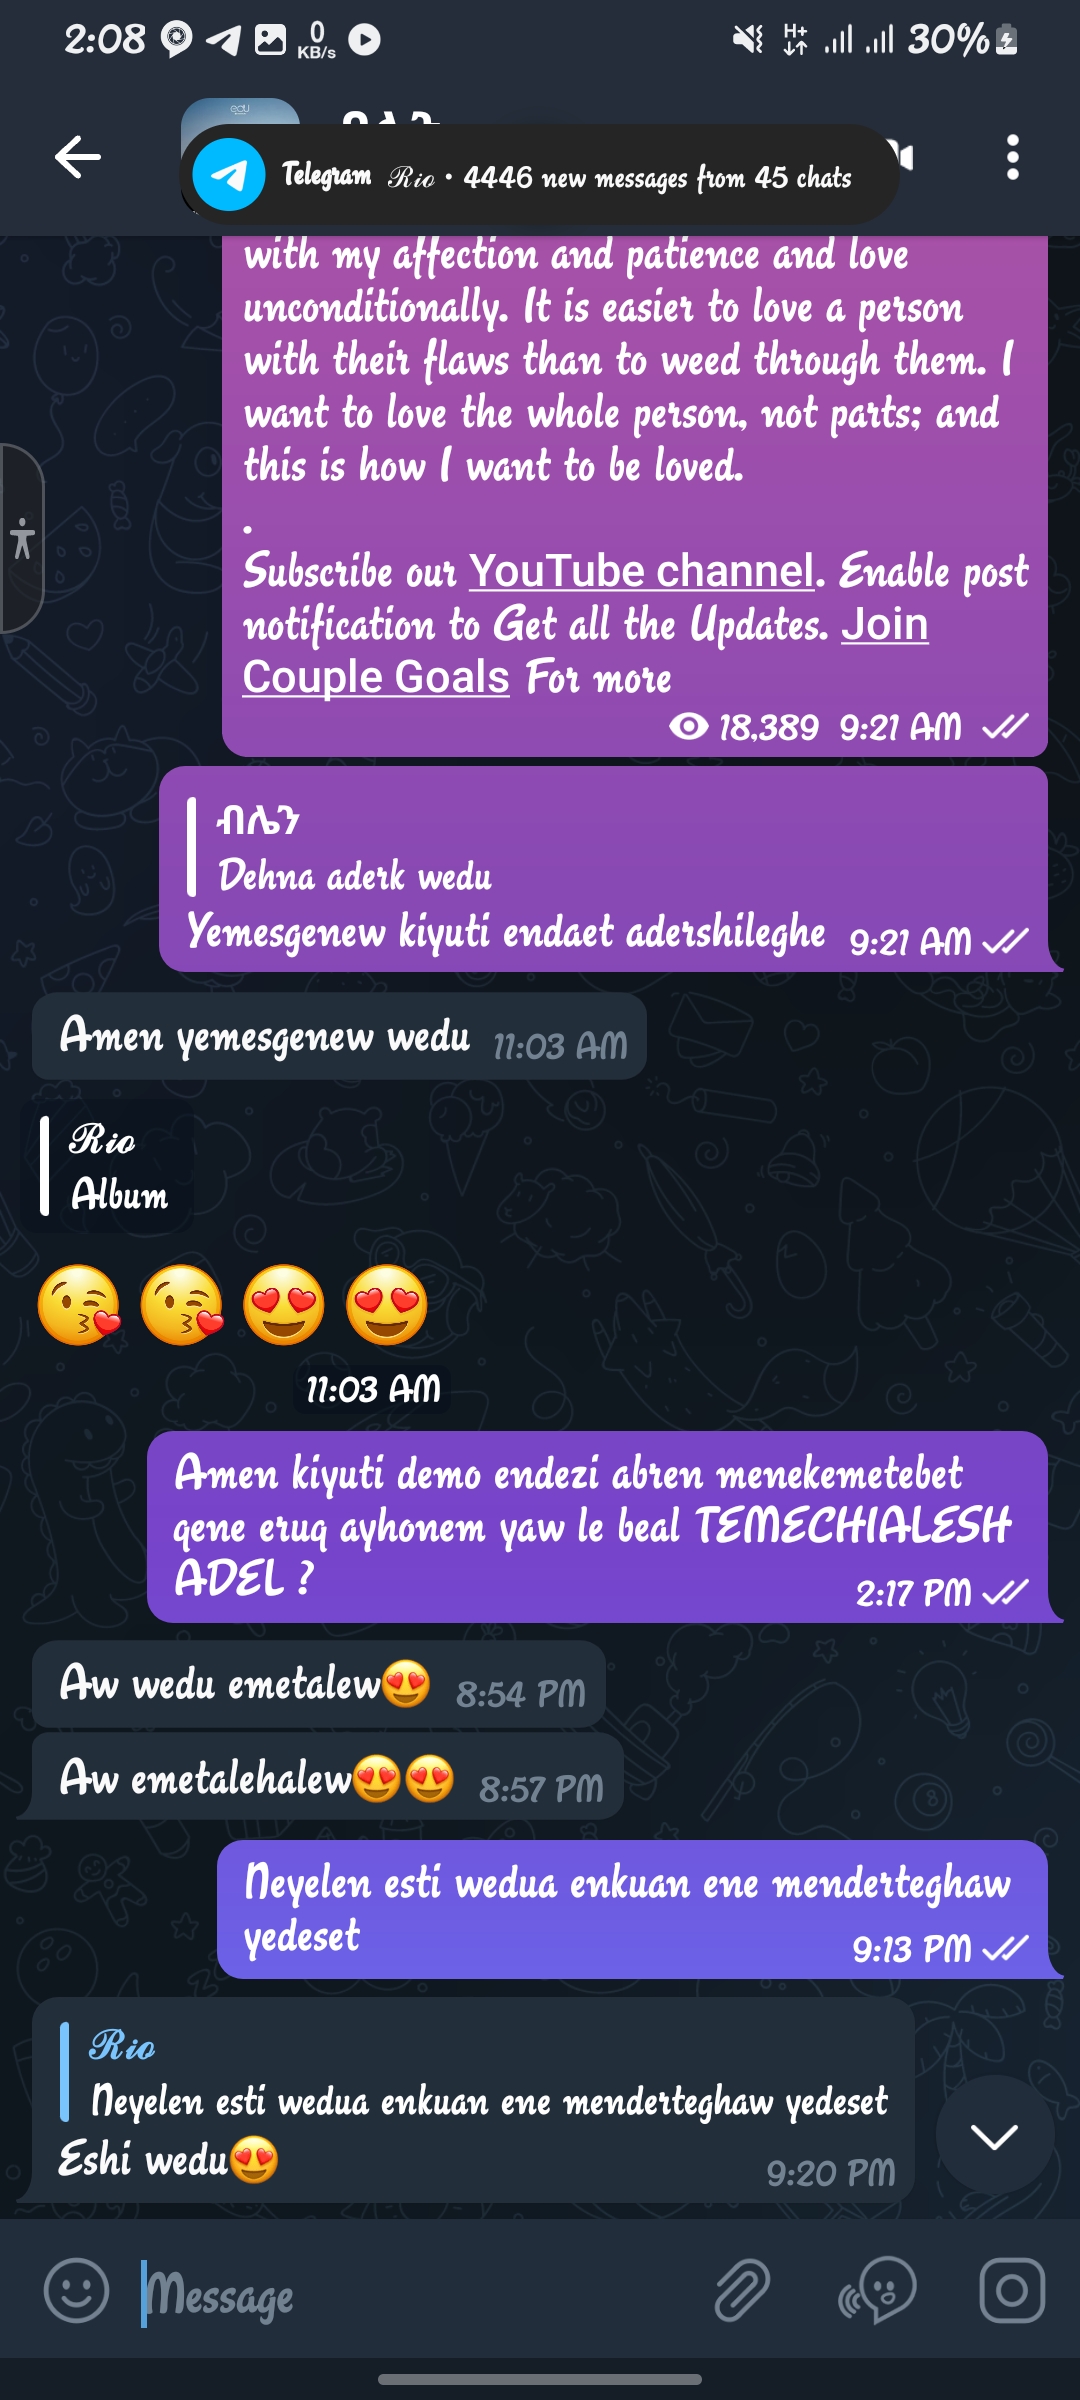 2:08
0
KB/s
H+
30%
edu
Telegram Rio • 4446 new messages from 45 chats
with my affection and patience and love
unconditionally. It is easier to love a person
with their flaws than to weed through them. I
want to love the whole person, not parts; and
this is how I want to be loved.
.
Subscribe our YouTube channel. Enable post
notification to Get all the Updates. Join
Couple Goals For more
18,389 9:21 AM
ብሌን
Dehna aderk wedu
Yemesgenew kiyuti endaet adershileghe 9:21 AM
Amen yemesgenew wedu 11:03 AM
Rio
Album
11:03 AM
Amen kiyuti demo endezi abren menekemetebet
qene eruq ayhonem yaw le beal TEMECHIALESH
ADEL ?
2:17 PM
Aw wedu emetalew😍 8:54 PM
Aw emetalehalew😍😍 8:57 PM
Neyelen esti wedua enkuan ene menderteghaw
yedeset
9:13 PM
Rio
Neyelen esti wedua enkuan ene menderteghaw yedeset
Eshi wedu😍
9:20 PM
Message